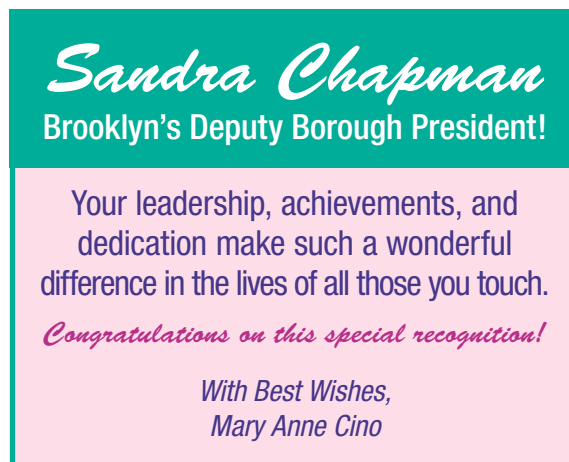 Sandra Chapman
Brooklyn's Deputy Borough President!
Your leadership, achievements, and
dedication make such a wonderful
difference in the lives of all those you touch.
Congratulations on this special recognition!
With Best Wishes,
Mary Anne Cino